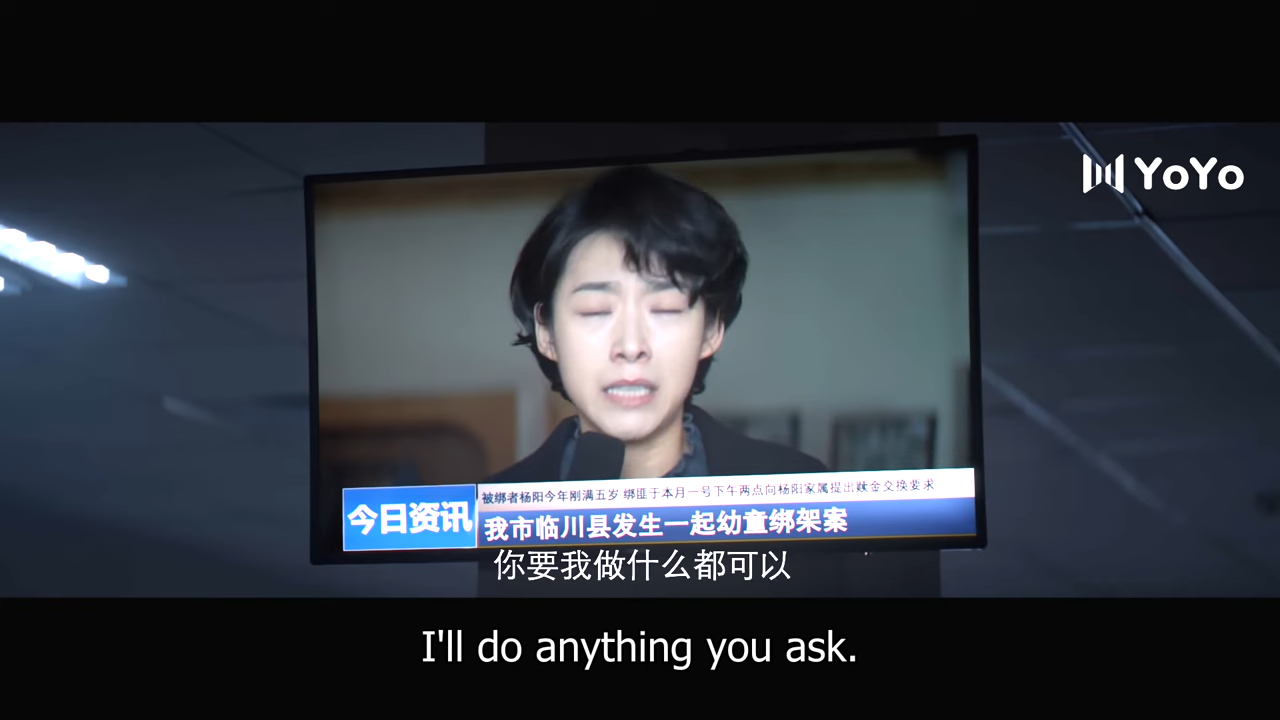 YoYo
被绑者杨阳今年刚满五岁 绑匪于本月一号下午两点向杨阳家属提出赎金交换要求
今日资讯
我市临川县发生一起幼童绑架案
你要我做什么都可以
I'll do anything you ask.